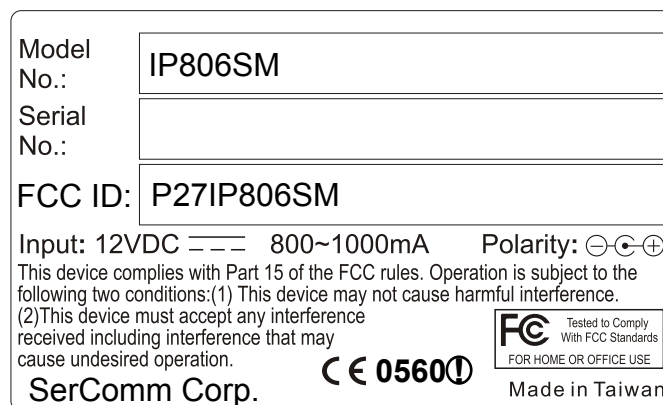 Model No.: IP806SM
Serial No.:
FCC ID: P27IP806SM
Input: 12VDC 800~1000mA Polarity:
This device complies with Part 15 of the FCC rules. Operation is subject to the
following two conditions:(1) This device may not cause harmful interference.
(2)This device must accept any interference
received including interference that may
cause undesired operation.
FC Tested to Comply
With FCC Standards
FOR HOME OR OFFICE USE
CE 0560
SerComm Corp.
Made in Taiwan